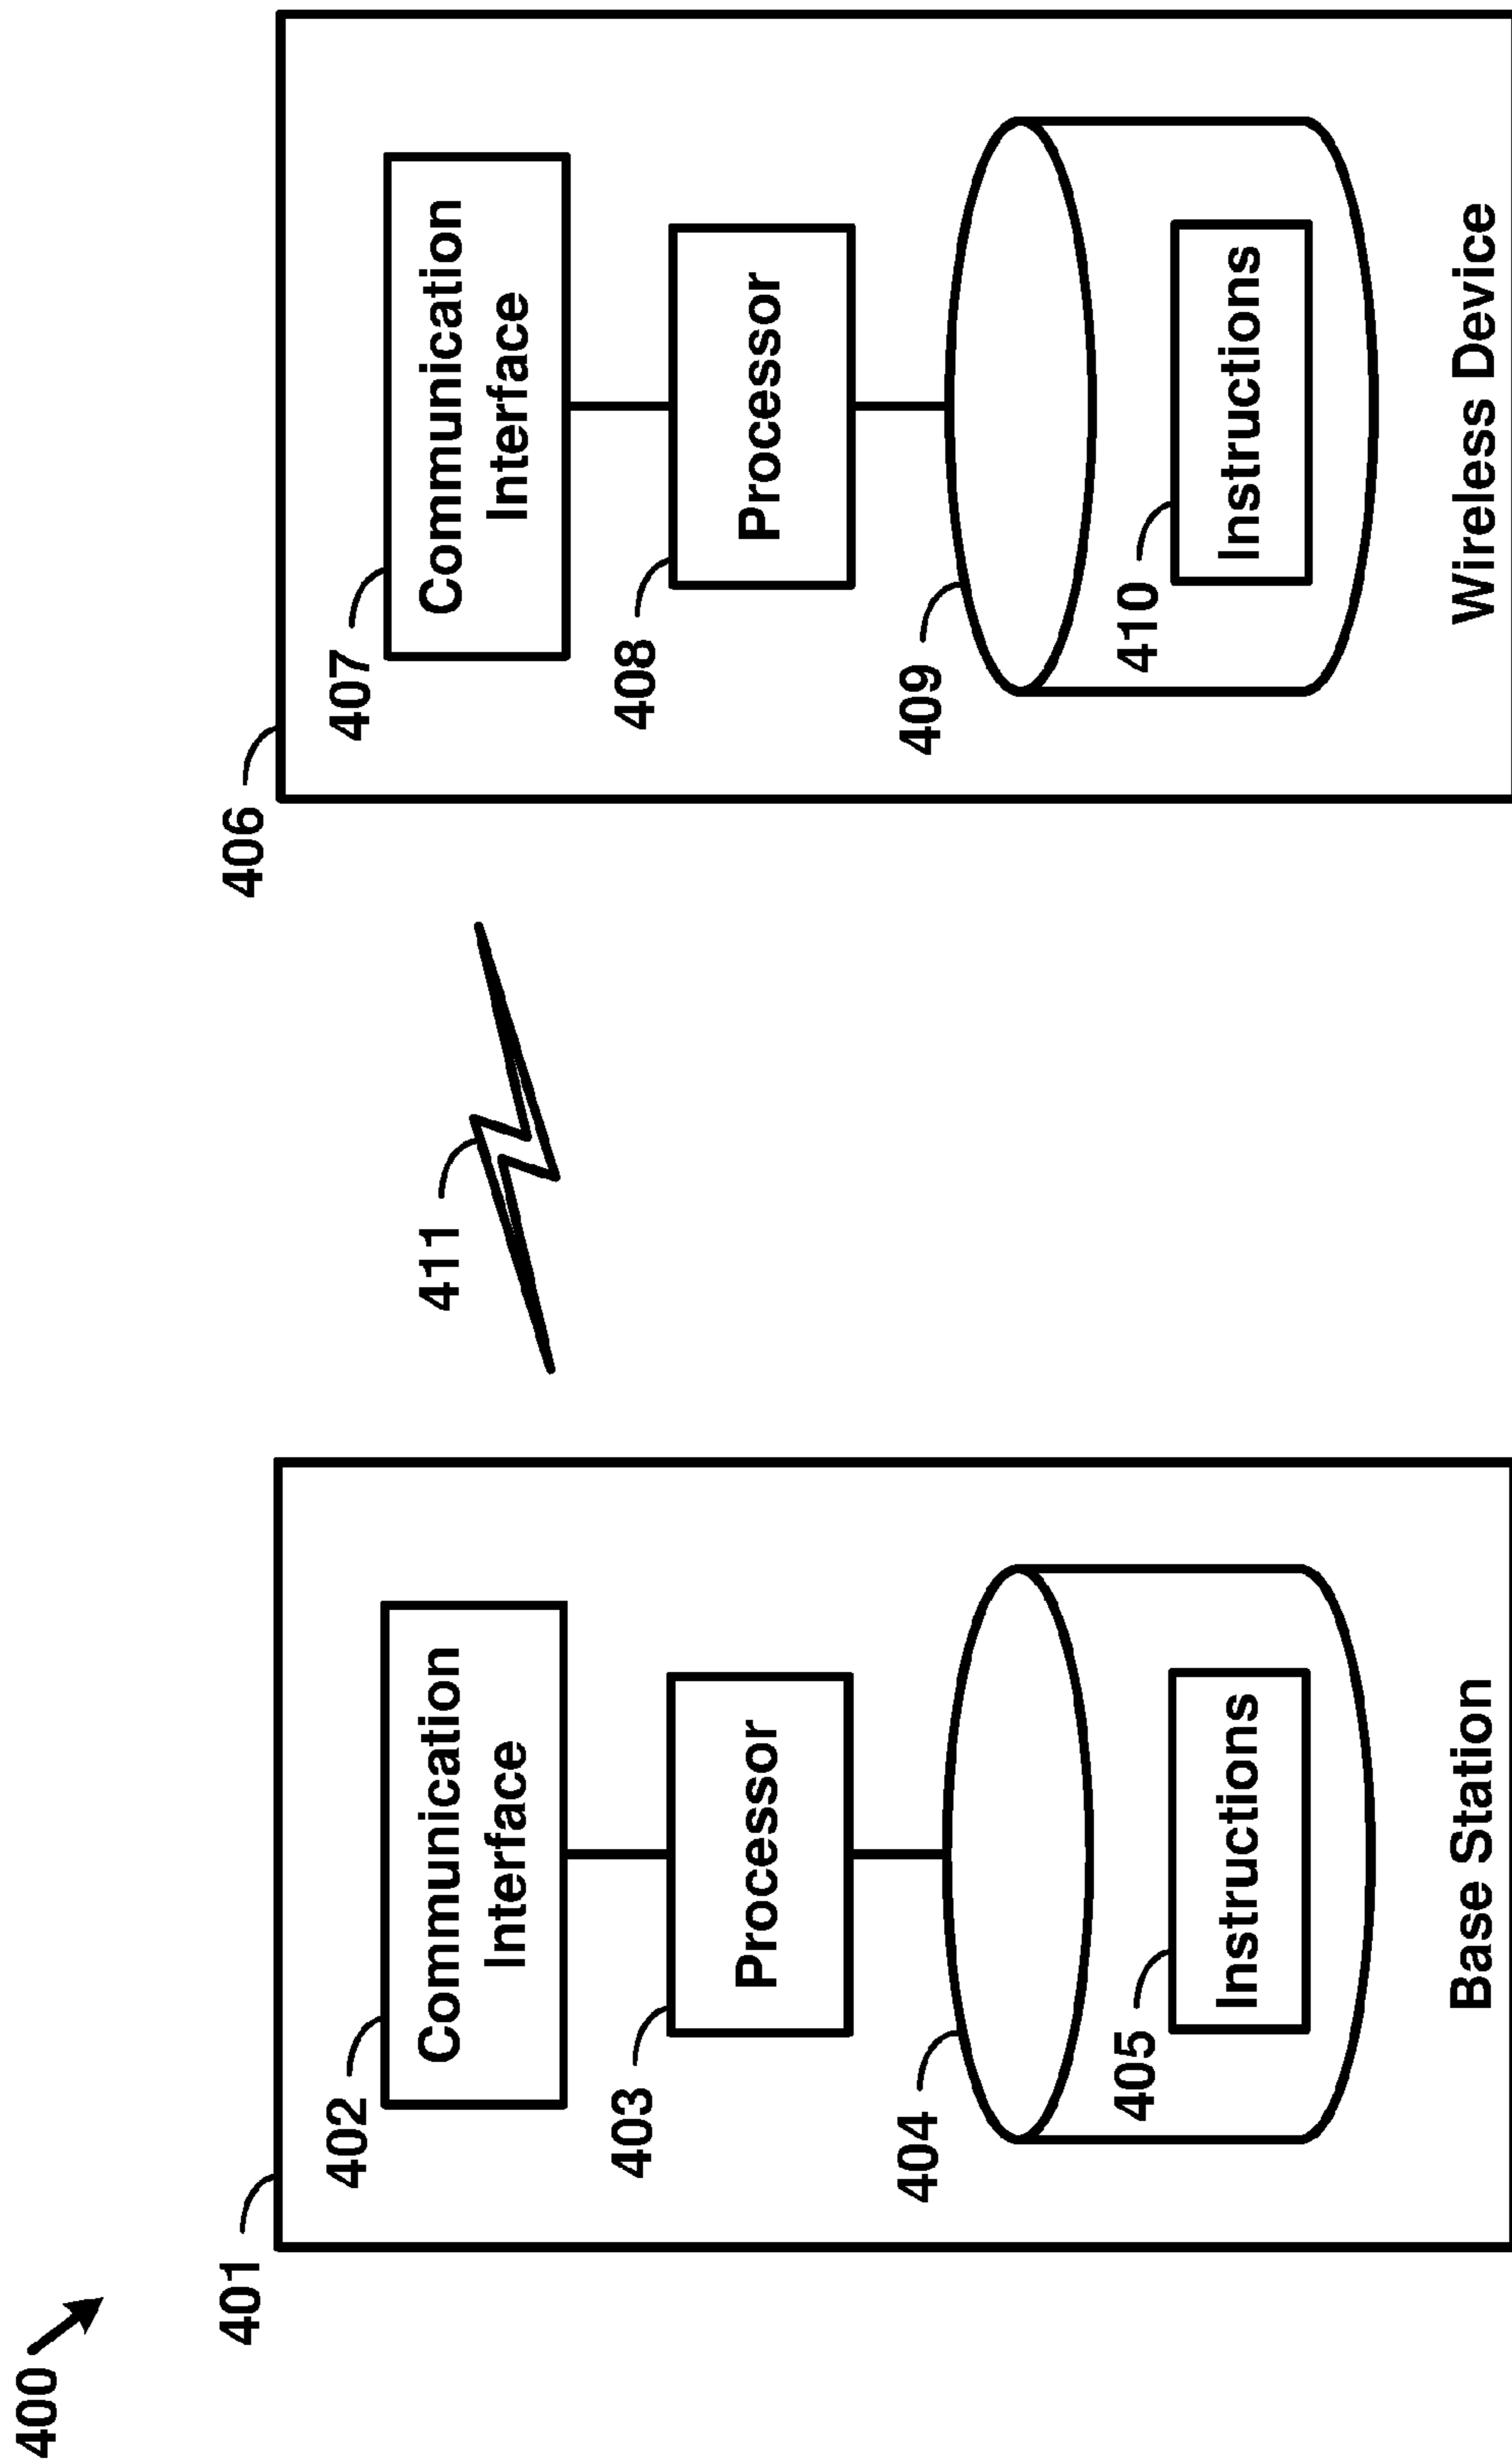 400
401
402
Communication
Interface
403
Processor
404
405
Instructions
Base Station
411
406
407
Communication
Interface
408
Processor
409
410
Instructions
Wireless Device